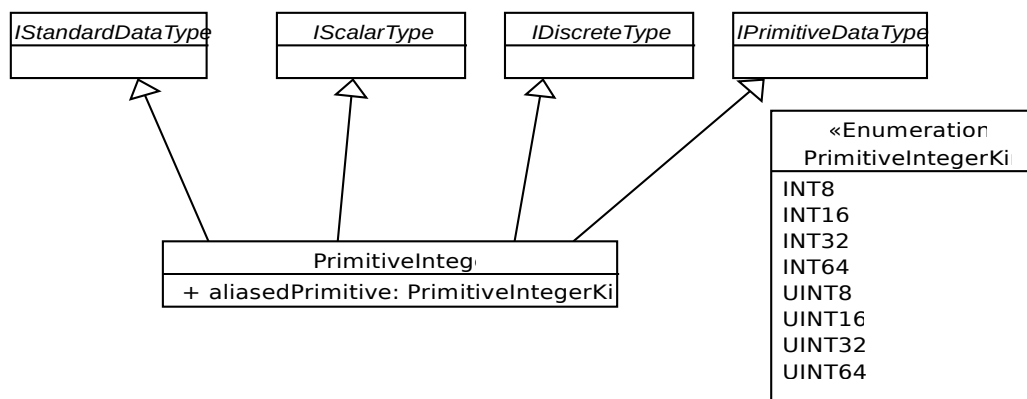 IStandardDataType
IScalarType
IDiscreteType
IPrimitiveDataType
«Enumeration
PrimitiveIntegerKi
INT8
INT16
INT32
INT64
UINT8
UINT16
UINT32
UINT64
PrimitiveInteg
+ aliasedPrimitive: PrimitiveIntegerKi